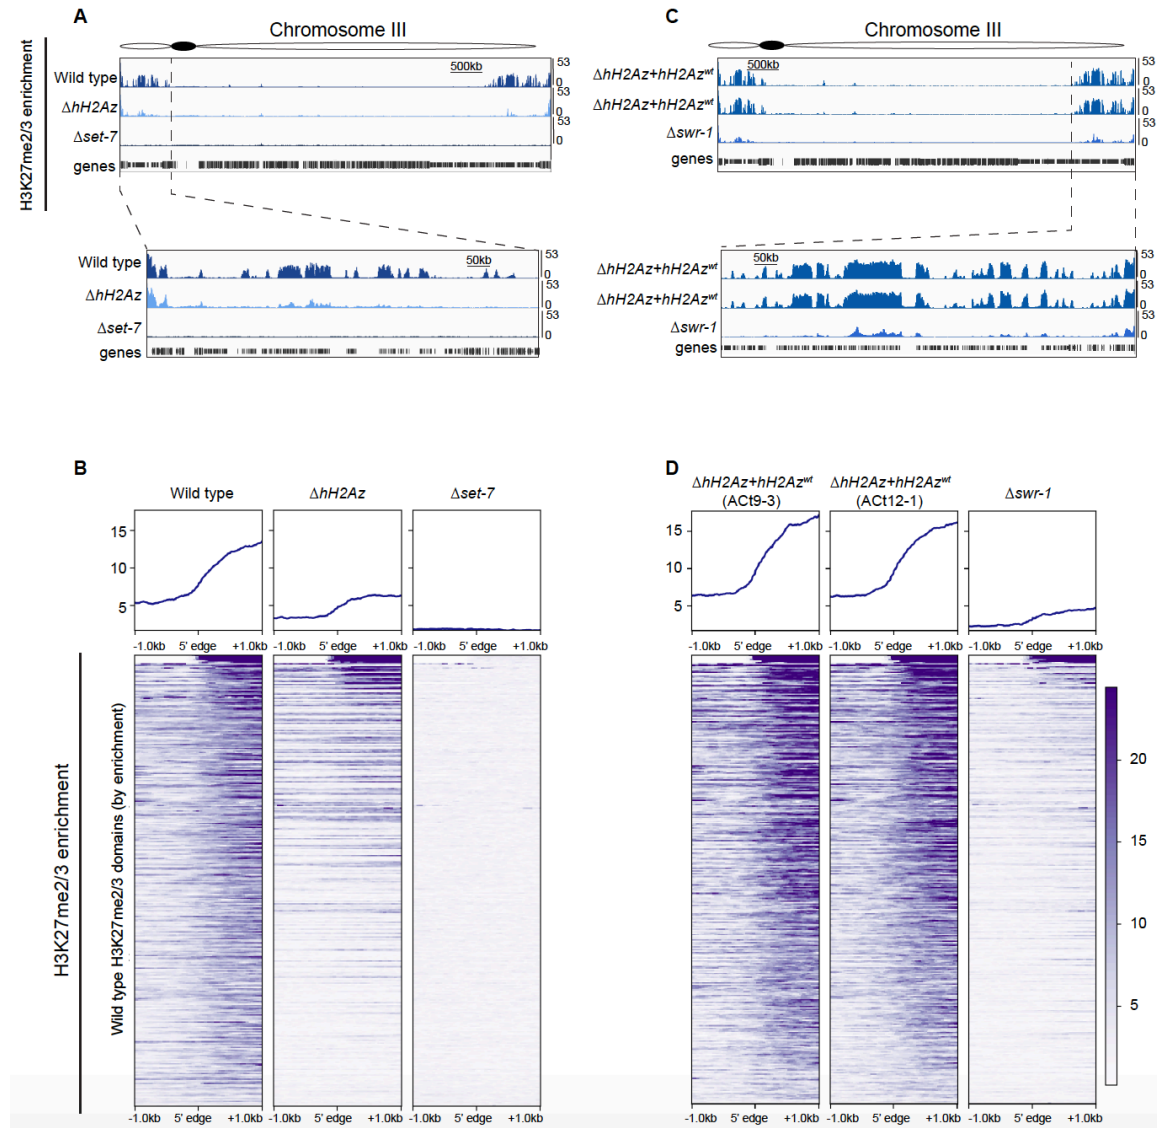 A
Chromosome III
H3K27me2/3 enrichment
500kb
Wild type
53
0
ΔhH2Az
53
0
Δset-7
53
0
genes
50kb
Wild type
53
0
ΔhH2Az
53
0
Δset-7
53
0
genes
C
Chromosome III
500kb
ΔhH2Az+hH2Azwt
53
0
ΔhH2Az+hH2Azwt
53
0
Δswr-1
53
0
genes
50kb
ΔhH2Az+hH2Azwt
53
0
ΔhH2Az+hH2Azwt
53
0
Δswr-1
53
0
genes
B
Wild type
ΔhH2Az
Δset-7
15
10
5
-1.0kb 5' edge +1.0kb
-1.0kb 5' edge +1.0kb
-1.0kb 5' edge +1.0kb
H3K27me2/3 enrichment
Wild type H3K27me2/3 domains (by enrichment)
-1.0kb 5' edge +1.0kb
-1.0kb 5' edge +1.0kb
-1.0kb 5' edge +1.0kb
D
ΔhH2Az+hH2Azwt
(ACt9-3)
ΔhH2Az+hH2Azwt
(ACt12-1)
Δswr-1
15
10
5
-1.0kb 5' edge +1.0kb
-1.0kb 5' edge +1.0kb
-1.0kb 5' edge +1.0kb
20
15
10
5
-1.0kb 5' edge +1.0kb
-1.0kb 5' edge +1.0kb
-1.0kb 5' edge +1.0kb